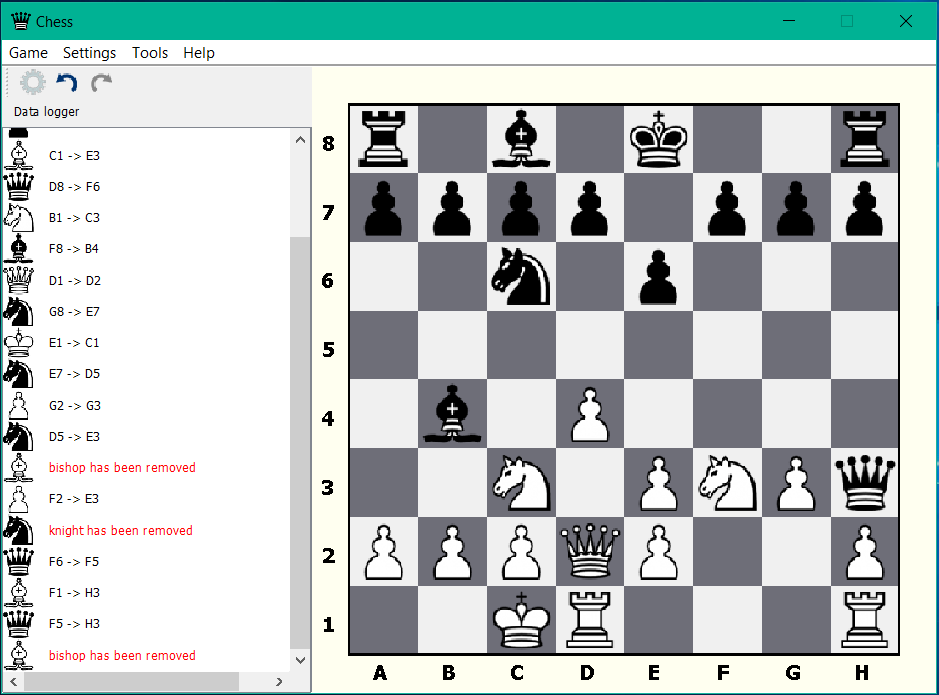 Chess
Game Settings Tools Help
Data logger
C1 -> E3
D8 -> F6
B1 -> C3
F8 -> B4
D1 -> D2
G8 -> E7
E1 -> C1
E7 -> D5
G2 -> G3
D5 -> E3
bishop has been removed
F2 -> E3
knight has been removed
F6 -> F5
F1 -> H3
F5 -> H3
bishop has been removed
8
7
6
5
4
3
2
1
A B C D E F G H